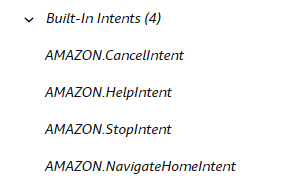 Built-In Intents (4)
AMAZON.CancelIntent
AMAZON.HelpIntent
AMAZON.StopIntent
AMAZON.NavigateHomeIntent